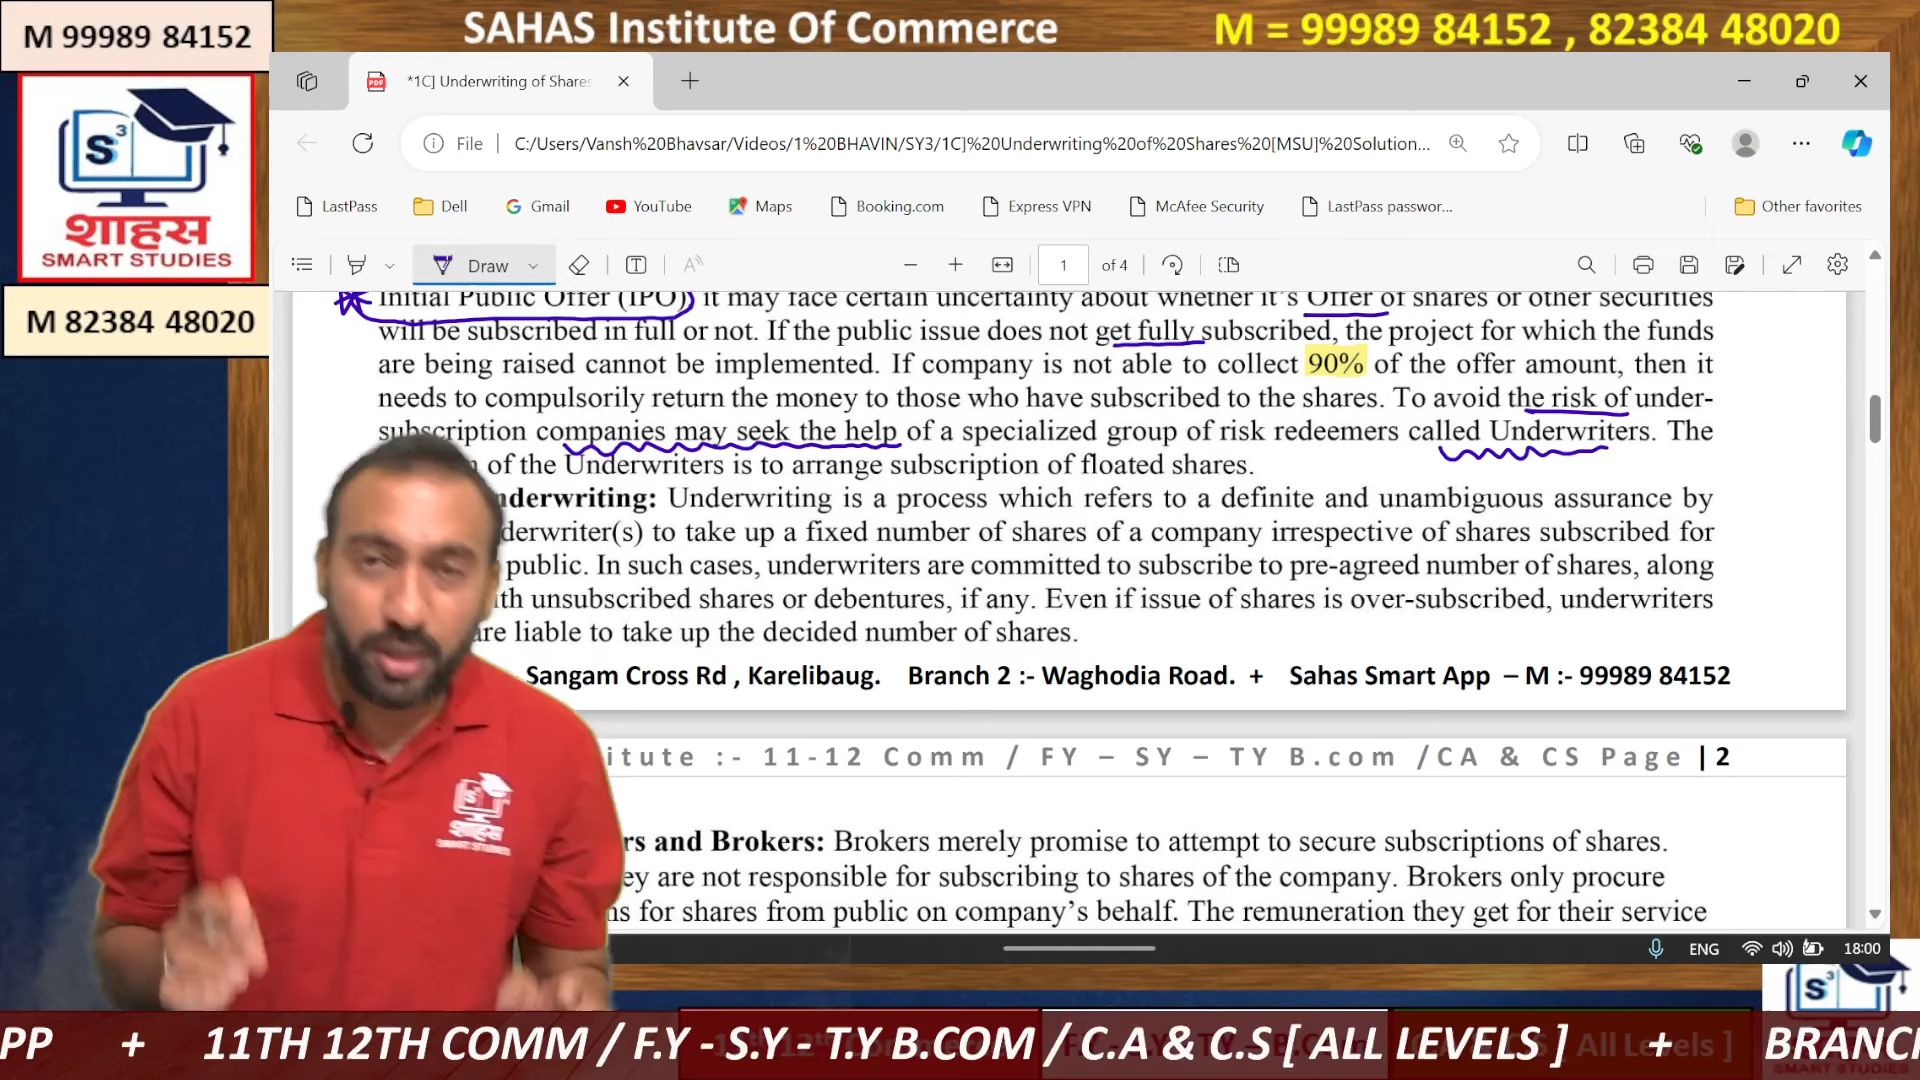 M 99989 84152
SAHAS Institute Of Commerce
M = 99989 84152 , 82384 48020
S3
शाहस
SMART STUDIES
M 82384 48020
*1C] Underwriting of Shares
File
C:/Users/Vansh%20Bhavsar/Videos/1%20BHAVIN/SY3/1C]%20Underwriting%20of%20Shares%20[MSU]%20Solution...
LastPass
Dell
Gmail
YouTube
Maps
Booking.com
Express VPN
McAfee Security
LastPass passwor...
Other favorites
Draw
1 of 4
Initial Public Offer (IPO)) it may face certain uncertainty about whether it's Offer of shares or other securities
will be subscribed in full or not. If the public issue does not get fully subscribed, the project for which the funds
are being raised cannot be implemented. If company is not able to collect 90% of the offer amount, then it
needs to compulsorily return the money to those who have subscribed to the shares. To avoid the risk of under-
subscription companies may seek the help of a specialized group of risk redeemers called Underwriters. The
of the Underwriters is to arrange subscription of floated shares.
nderwriting: Underwriting is a process which refers to a definite and unambiguous assurance by
derwriter(s) to take up a fixed number of shares of a company irrespective of shares subscribed for
public. In such cases, underwriters are committed to subscribe to pre-agreed number of shares, along
ith unsubscribed shares or debentures, if any. Even if issue of shares is over-subscribed, underwriters
are liable to take up the decided number of shares.
Sangam Cross Rd , Karelibaug. Branch 2 :- Waghodia Road. + Sahas Smart App – M :- 99989 84152
itute :- 11-12 Comm / FY – SY – TY B.com /CA & CS Page | 2
rs and Brokers: Brokers merely promise to attempt to secure subscriptions of shares.
ey are not responsible for subscribing to shares of the company. Brokers only procure
ns for shares from public on company's behalf. The remuneration they get for their service
शाहस
SMART STUDIES
ENG
18:00
S3
PP + 11TH 12TH COMM / F.Y - S.Y - T.Y B.COM / C.A & C.S [ ALL LEVELS ] + BRANC